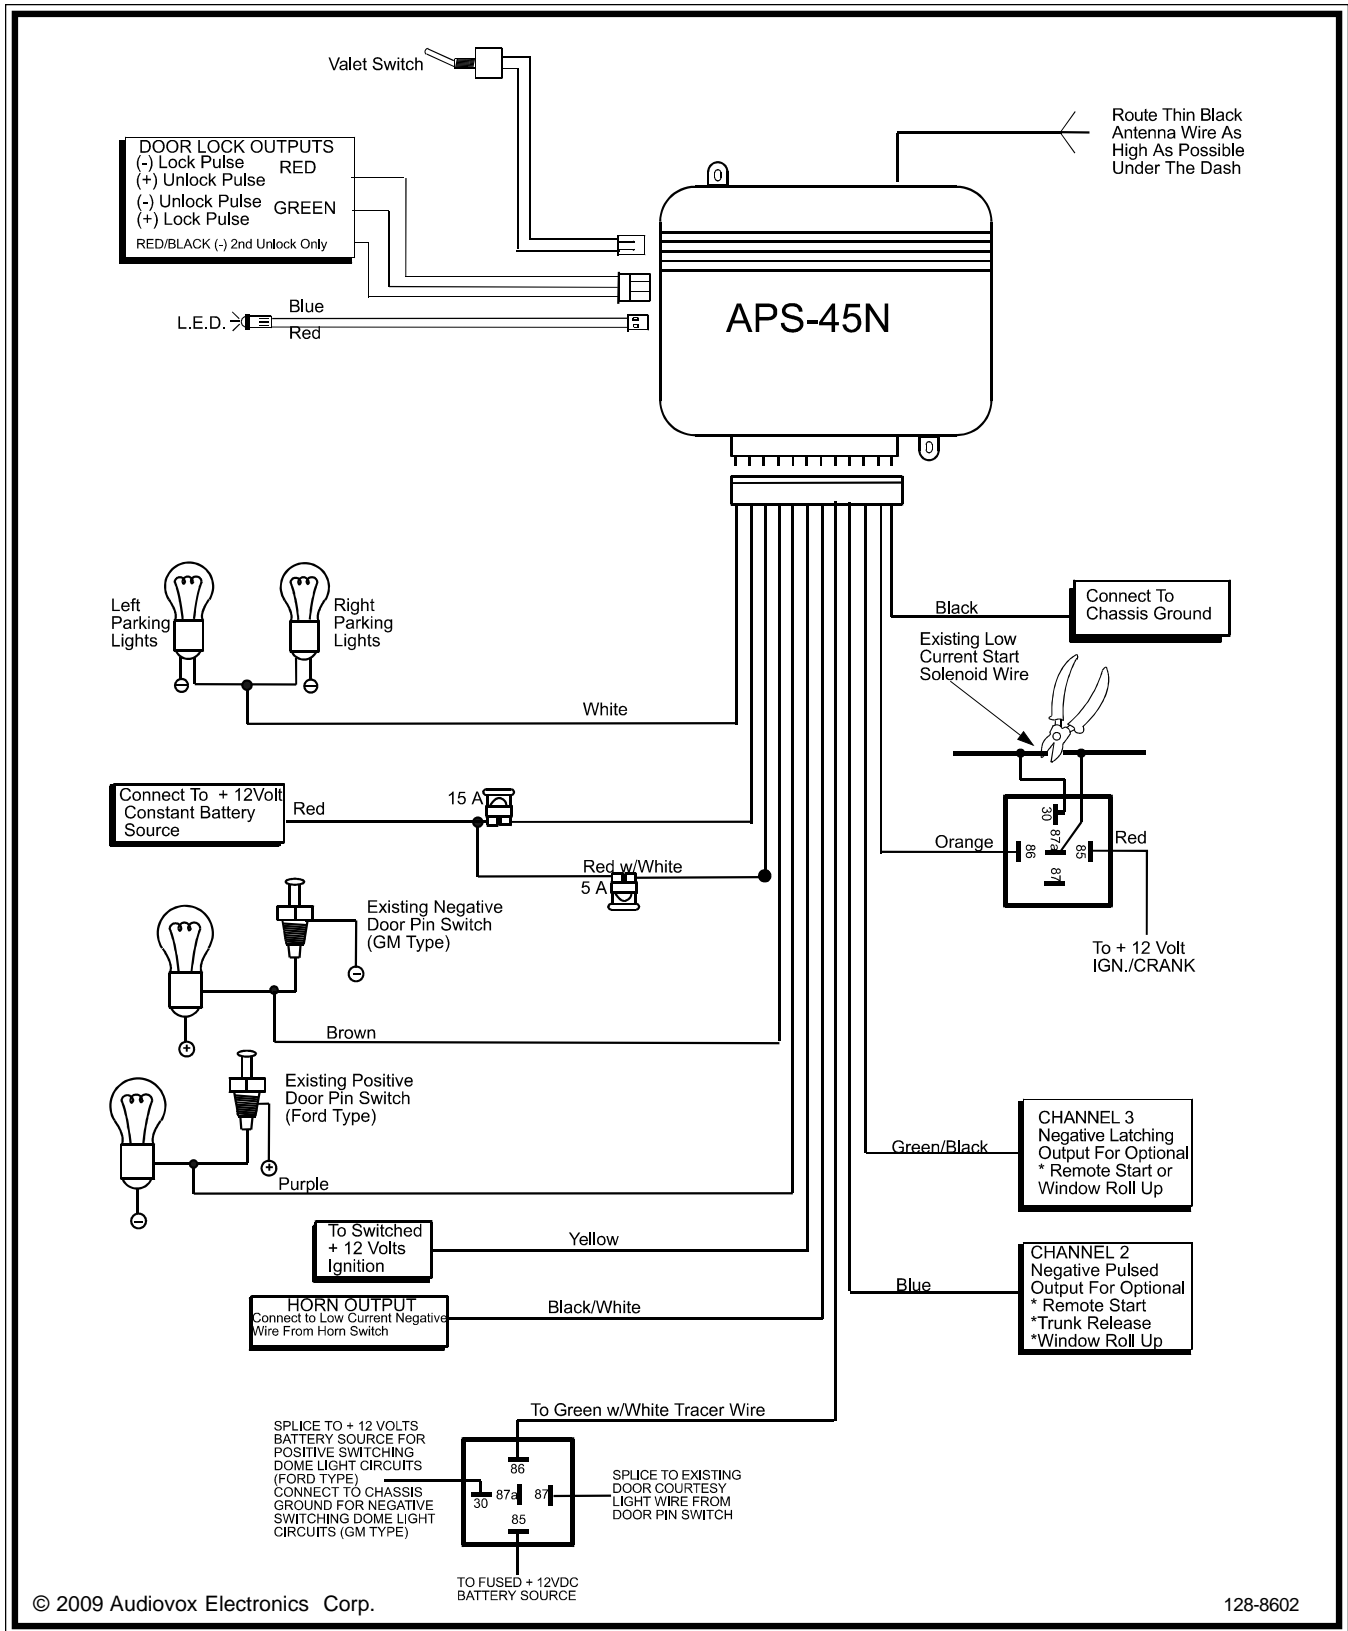 Valet Switch
Route Thin Black
Antenna Wire As
High As Possible
Under The Dash
DOOR LOCK OUTPUTS
(-) Lock Pulse
RED
(+) Unlock Pulse
(-) Unlock Pulse
GREEN
(+) Lock Pulse
RED/BLACK (-) 2nd Unlock Only
L.E.D.
Blue
Red
APS-45N
Left
Parking
Lights
Right
Parking
Lights
White
Black
Connect To
Chassis Ground
Existing Low
Current Start
Solenoid Wire
Connect To + 12Volt
Constant Battery
Source
Red
15 A
Red w/White
5 A
Orange
30
87a
86
85
87
Red
To + 12 Volt
IGN./CRANK
Existing Negative
Door Pin Switch
(GM Type)
Brown
Existing Positive
Door Pin Switch
(Ford Type)
Purple
Green/Black
CHANNEL 3
Negative Latching
Output For Optional
* Remote Start or
Window Roll Up
To Switched
+ 12 Volts
Ignition
Yellow
Blue
CHANNEL 2
Negative Pulsed
Output For Optional
* Remote Start
*Trunk Release
*Window Roll Up
HORN OUTPUT
Connect to Low Current Negative
Wire From Horn Switch
Black/White
To Green w/White Tracer Wire
SPLICE TO + 12 VOLTS
BATTERY SOURCE FOR
POSITIVE SWITCHING
DOME LIGHT CIRCUITS
(FORD TYPE)
CONNECT TO CHASSIS
GROUND FOR NEGATIVE
SWITCHING DOME LIGHT
CIRCUITS (GM TYPE)
86
30
87a
87
85
SPLICE TO EXISTING
DOOR COURTESY
LIGHT WIRE FROM
DOOR PIN SWITCH
TO FUSED + 12VDC
BATTERY SOURCE
© 2009 Audiovox Electronics Corp.
128-8602